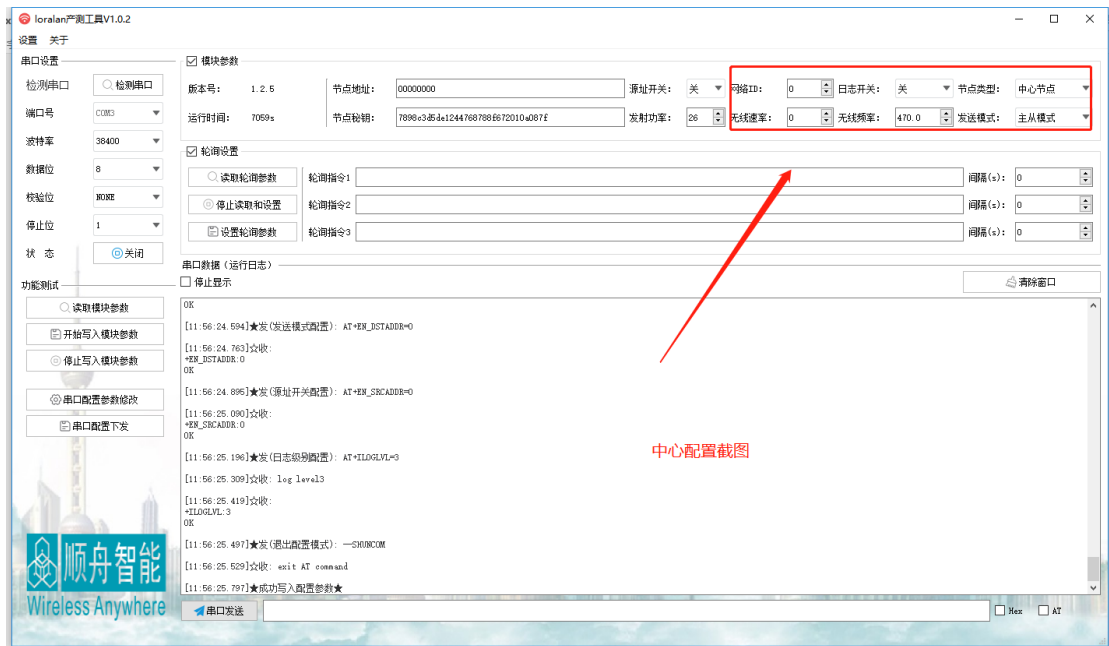 loralan产测工具V1.0.2
设置 关于
串口设置
检测串口 检测串口
端口号 COM3
波特率 38400
数据位 8
校验位 NONE
停止位 1
状 态 关闭
功能测试
读取模块参数
开始写入模块参数
停止写入模块参数
串口配置参数修改
串口配置下发
顺舟智能
Wireless Anywhere
模块参数
版本号: 1.2.5 节点地址: 00000000 源址开关: 关 网络ID: 0 日志开关: 关 节点类型: 中心节点
运行时间: 7059s 节点秘钥: 7898c3d5de1244768788f672010a087f 发射功率: 26 无线速率: 0 无线频率: 470.0 发送模式: 主从模式
轮询设置
读取轮询参数 轮询指令1 间隔(s): 0
停止读取和设置 轮询指令2 间隔(s): 0
设置轮询参数 轮询指令3 间隔(s): 0
串口数据（运行日志）
停止显示 清除窗口
OK
[11:56:24.594]★发(发送模式配置): AT+EN_DSTADDR=0
[11:56:24.763]☆收:
+EN_DSTADDR:0
OK
[11:56:24.895]★发(源址开关配置): AT+EN_SRCADDR=0
[11:56:25.090]☆收:
+EN_SRCADDR:0
OK
[11:56:25.196]★发(日志级别配置): AT+ILOGLVL=3
[11:56:25.309]☆收: log level3
[11:56:25.419]☆收:
+ILOGLVL:3
OK
[11:56:25.497]★发(退出配置模式): —SHUNCOM
[11:56:25.529]☆收: exit AT command
[11:56:25.797]★成功写入配置参数★
中心配置截图
串口发送 Hex AT